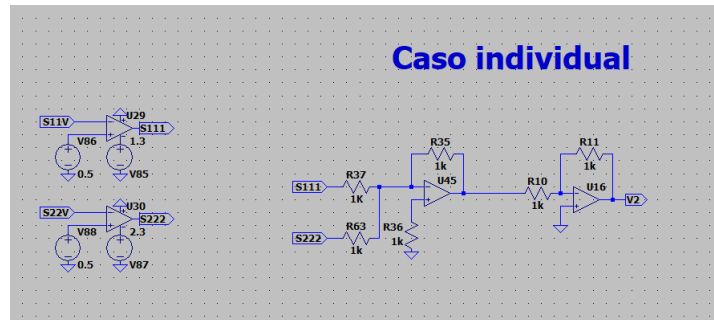 Caso individual
U29
S11V
S111
V86
1.3
0.5
V85
U30
S22V
S222
V88
2.3
0.5
V87
R35
1k
R37
S111
1K
U45
R63
S222
1k
R36
1k
R11
1k
R10
1k
U16
V2